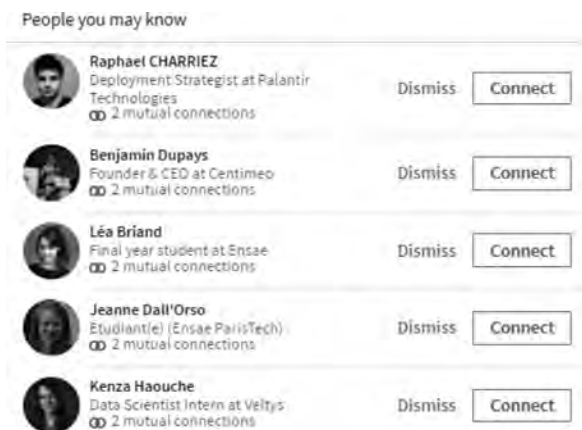 People you may know
Raphael CHARRIEZ
Deployment Strategist at Palantir
Technologies
2 mutual connections
Dismiss
Connect
Benjamin Dupays
Founder & CEO at Centimeo
2 mutual connections
Dismiss
Connect
Léa Briand
Final year student at Ensae
2 mutual connections
Dismiss
Connect
Jeanne Dall'Orso
Etudiant(e) (Ensae ParisTech)
2 mutual connections
Dismiss
Connect
Kenza Haouche
Data Scientist Intern at Veltys
2 mutual connections
Dismiss
Connect